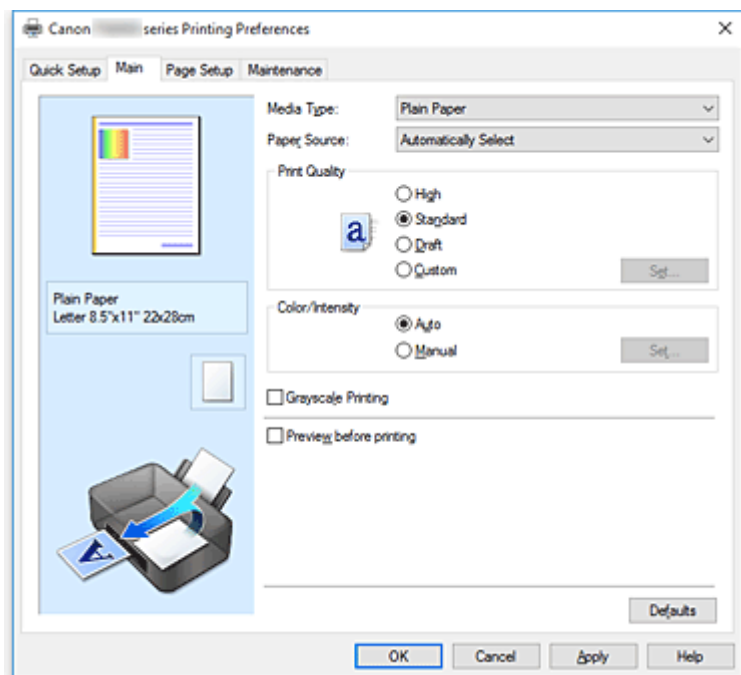 Canon series Printing Preferences
Quick Setup Main Page Setup Maintenance
Media Type: Plain Paper
Paper Source: Automatically Select
Print Quality
High
a Standard
Draft
Custom Set...
Plain Paper
Letter 8.5"x11" 22x28cm
Color/Intensity
Auto
Manual Set...
Grayscale Printing
Preview before printing
A
Defaults
OK Cancel Apply Help